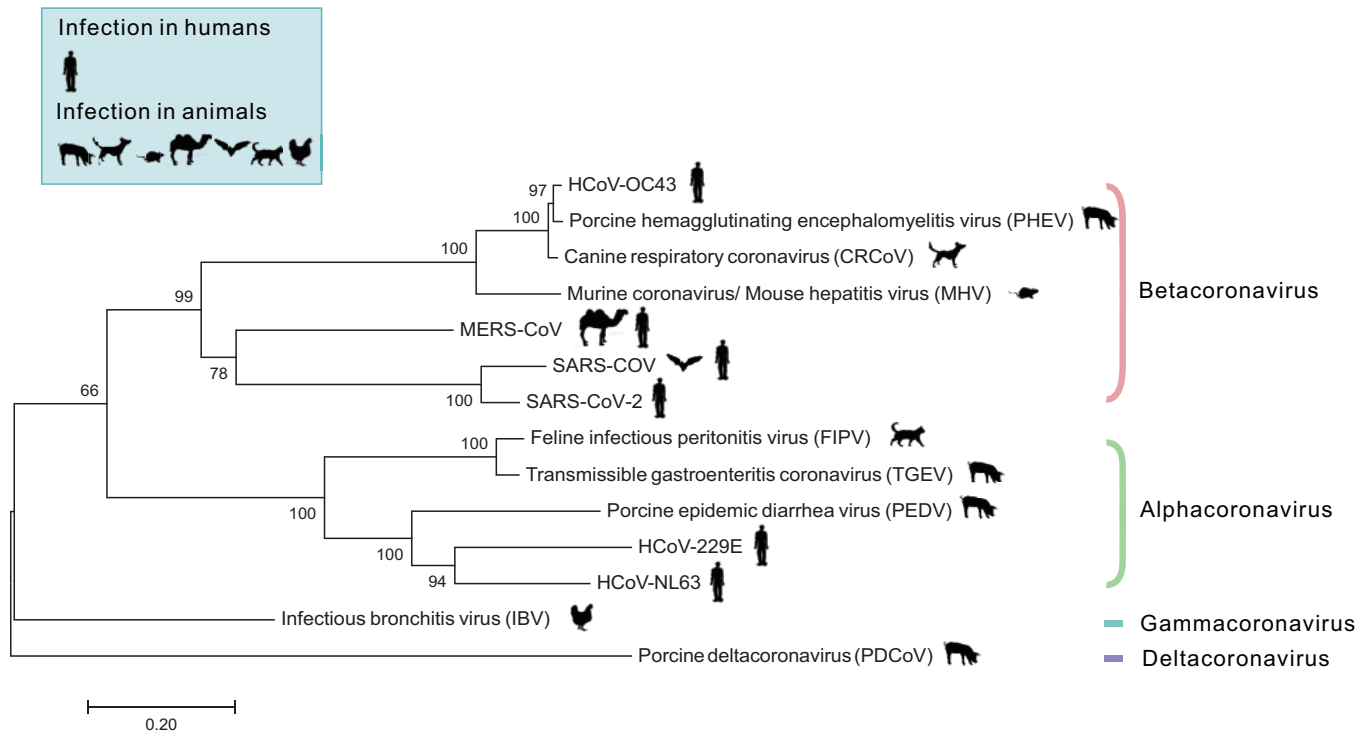 Infection in humans
Infection in animals
97
HCoV-OC43
100
Porcine hemagglutinating encephalomyelitis virus (PHEV)
100
Canine respiratory coronavirus (CRCoV)
Murine coronavirus/ Mouse hepatitis virus (MHV)
Betacoronavirus
99
MERS-CoV
78
SARS-COV
100
SARS-CoV-2
66
100
Feline infectious peritonitis virus (FIPV)
Transmissible gastroenteritis coronavirus (TGEV)
100
Porcine epidemic diarrhea virus (PEDV)
Alphacoronavirus
100
HCoV-229E
94
HCoV-NL63
Infectious bronchitis virus (IBV)
Gammacoronavirus
Porcine deltacoronavirus (PDCoV)
Deltacoronavirus
0.20